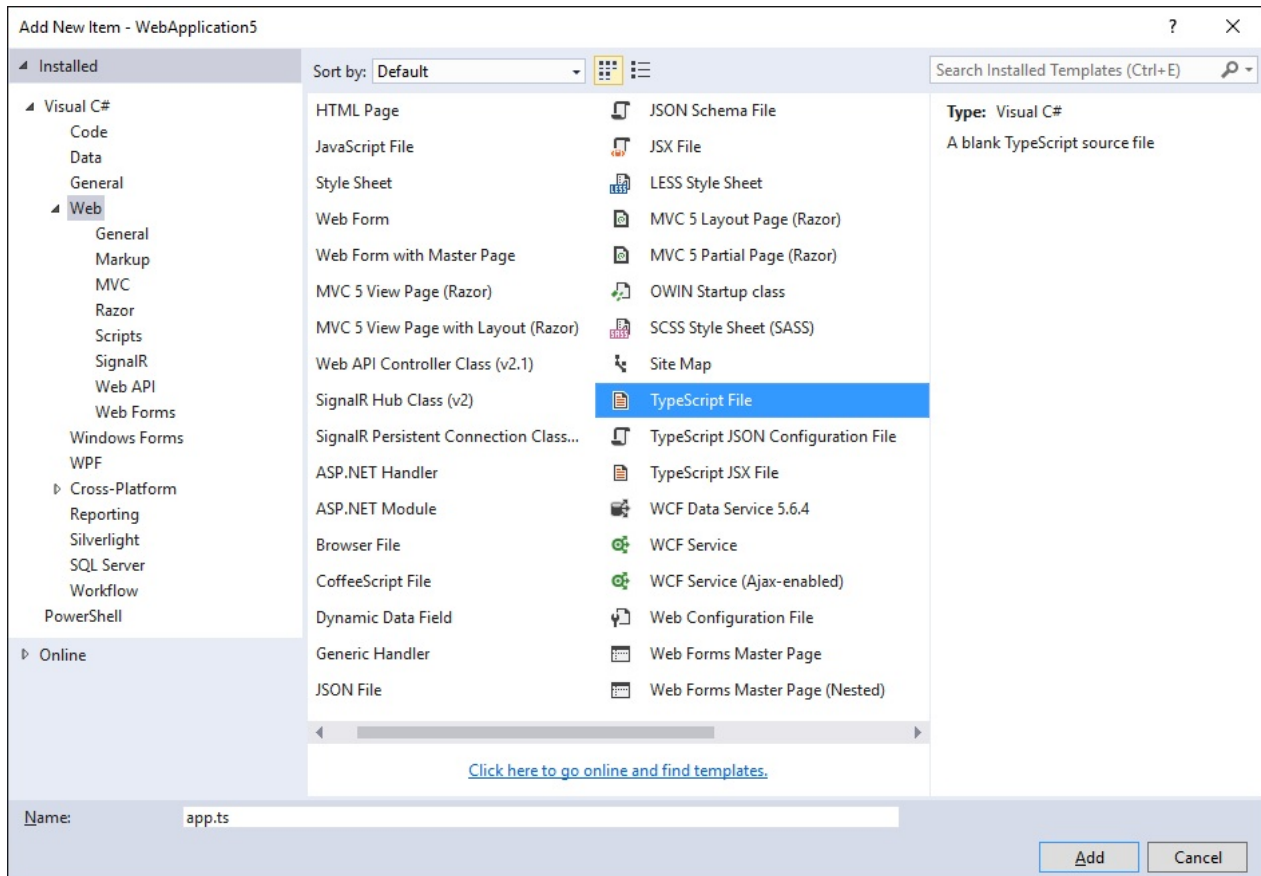 Add New Item - WebApplication5
?
Installed
Visual C#
Code
Data
General
Web
General
Markup
MVC
Razor
Scripts
SignalR
Web API
Web Forms
Windows Forms
WPF
Cross-Platform
Reporting
Silverlight
SQL Server
Workflow
PowerShell
Online
Sort by: Default
HTML Page
JavaScript File
Style Sheet
Web Form
Web Form with Master Page
MVC 5 View Page (Razor)
MVC 5 View Page with Layout (Razor)
Web API Controller Class (v2.1)
SignalR Hub Class (v2)
SignalR Persistent Connection Class...
ASP.NET Handler
ASP.NET Module
Browser File
CoffeeScript File
Dynamic Data Field
Generic Handler
JSON File
JSON Schema File
JSX File
LESS Style Sheet
MVC 5 Layout Page (Razor)
MVC 5 Partial Page (Razor)
OWIN Startup class
SCSS Style Sheet (SASS)
Site Map
TypeScript File
TypeScript JSON Configuration File
TypeScript JSX File
WCF Data Service 5.6.4
WCF Service
WCF Service (Ajax-enabled)
Web Configuration File
Web Forms Master Page
Web Forms Master Page (Nested)
Click here to go online and find templates.
Search Installed Templates (Ctrl+E)
Type: Visual C#
A blank TypeScript source file
Name: app.ts
Add
Cancel